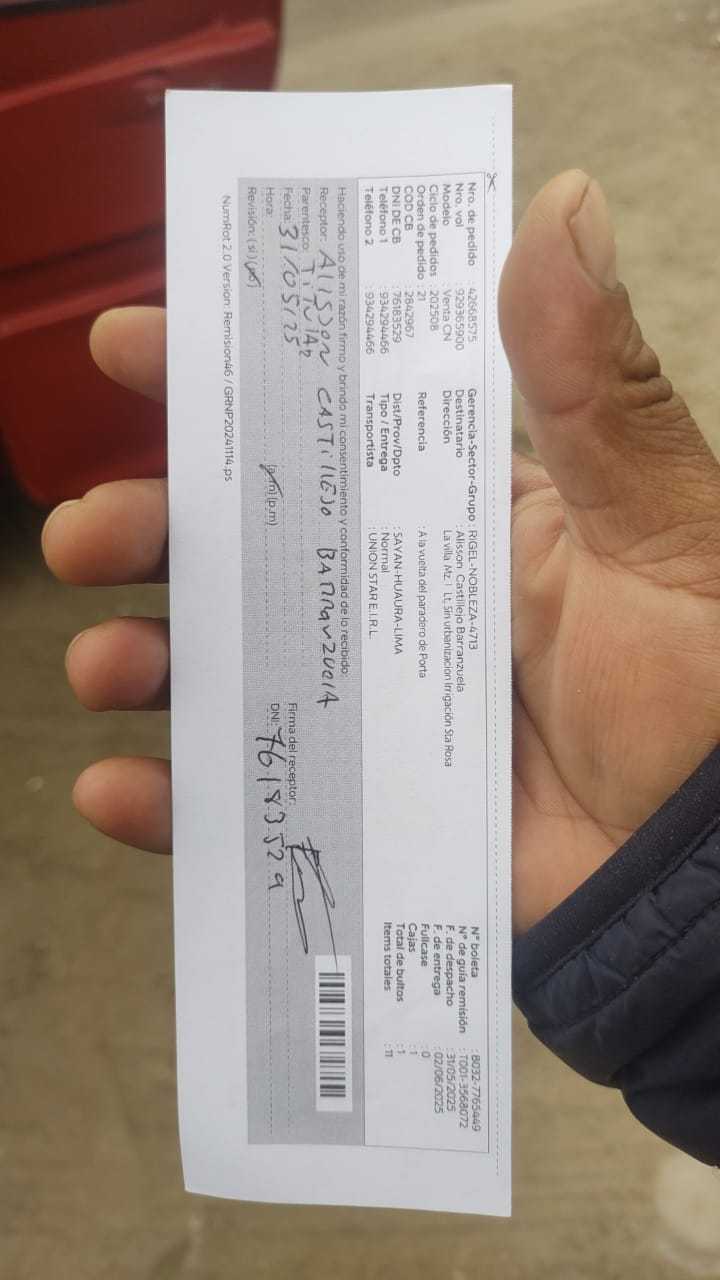 Nro. de pedido : 42668575
Nro. vol : 929365900
Modelo : Venta CN
Ciclo de pedidos : 202508
Orden de pedido : 21
COD CB : 2842967
DNI DE CB : 76183529
Teléfono 1 : 934294466
Teléfono 2 : 934294466
Gerencia-Sector-Grupo : RIGEL-NOBLEZA-4713
Destinatario : Alisson Castillejo Barranzuela
Dirección : La villa Mz. I Lt. Sin urbanizacion Irrigación Sta Rosa
Referencia : A la vuelta del paradero de Porta
Dist/Prov/Dpto : SAYAN-HUAURA-LIMA
Tipo / Entrega : Normal
Transportista : UNION STAR E.I.R.L.
N° boleta : B032-7765449
N° de guía remisión : T001-3568072
F. de despacho : 31/05/2025
F. de entrega : 02/06/2025
Fullcase : 0
Cajas : 1
Total de bultos : 1
Items totales : 11
Haciendo uso de mi razón firmo y brindo mi consentimiento y conformidad de lo recibido
Receptor: Alisson CASTillEJO BARRANZUElA
Parentesco: TiTUlAR
Fecha: 31/05/25
Hora: (a.m) (p.m)
Revisión: (si) (no)
Firma del receptor:
DNI: 76183529
NumRot 2.0 Version: Remision46 / GRNP20241114.ps